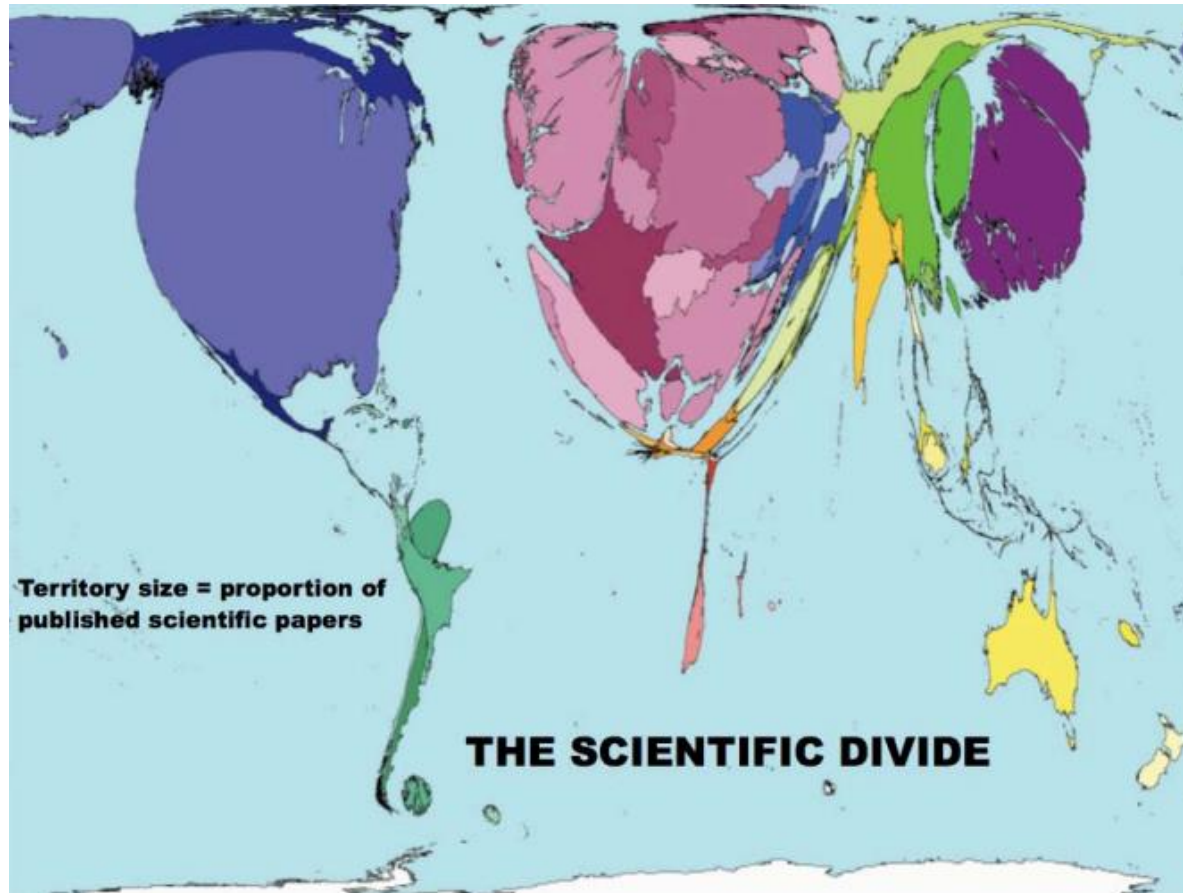 Territory size = proportion of
published scientific papers
THE SCIENTIFIC DIVIDE